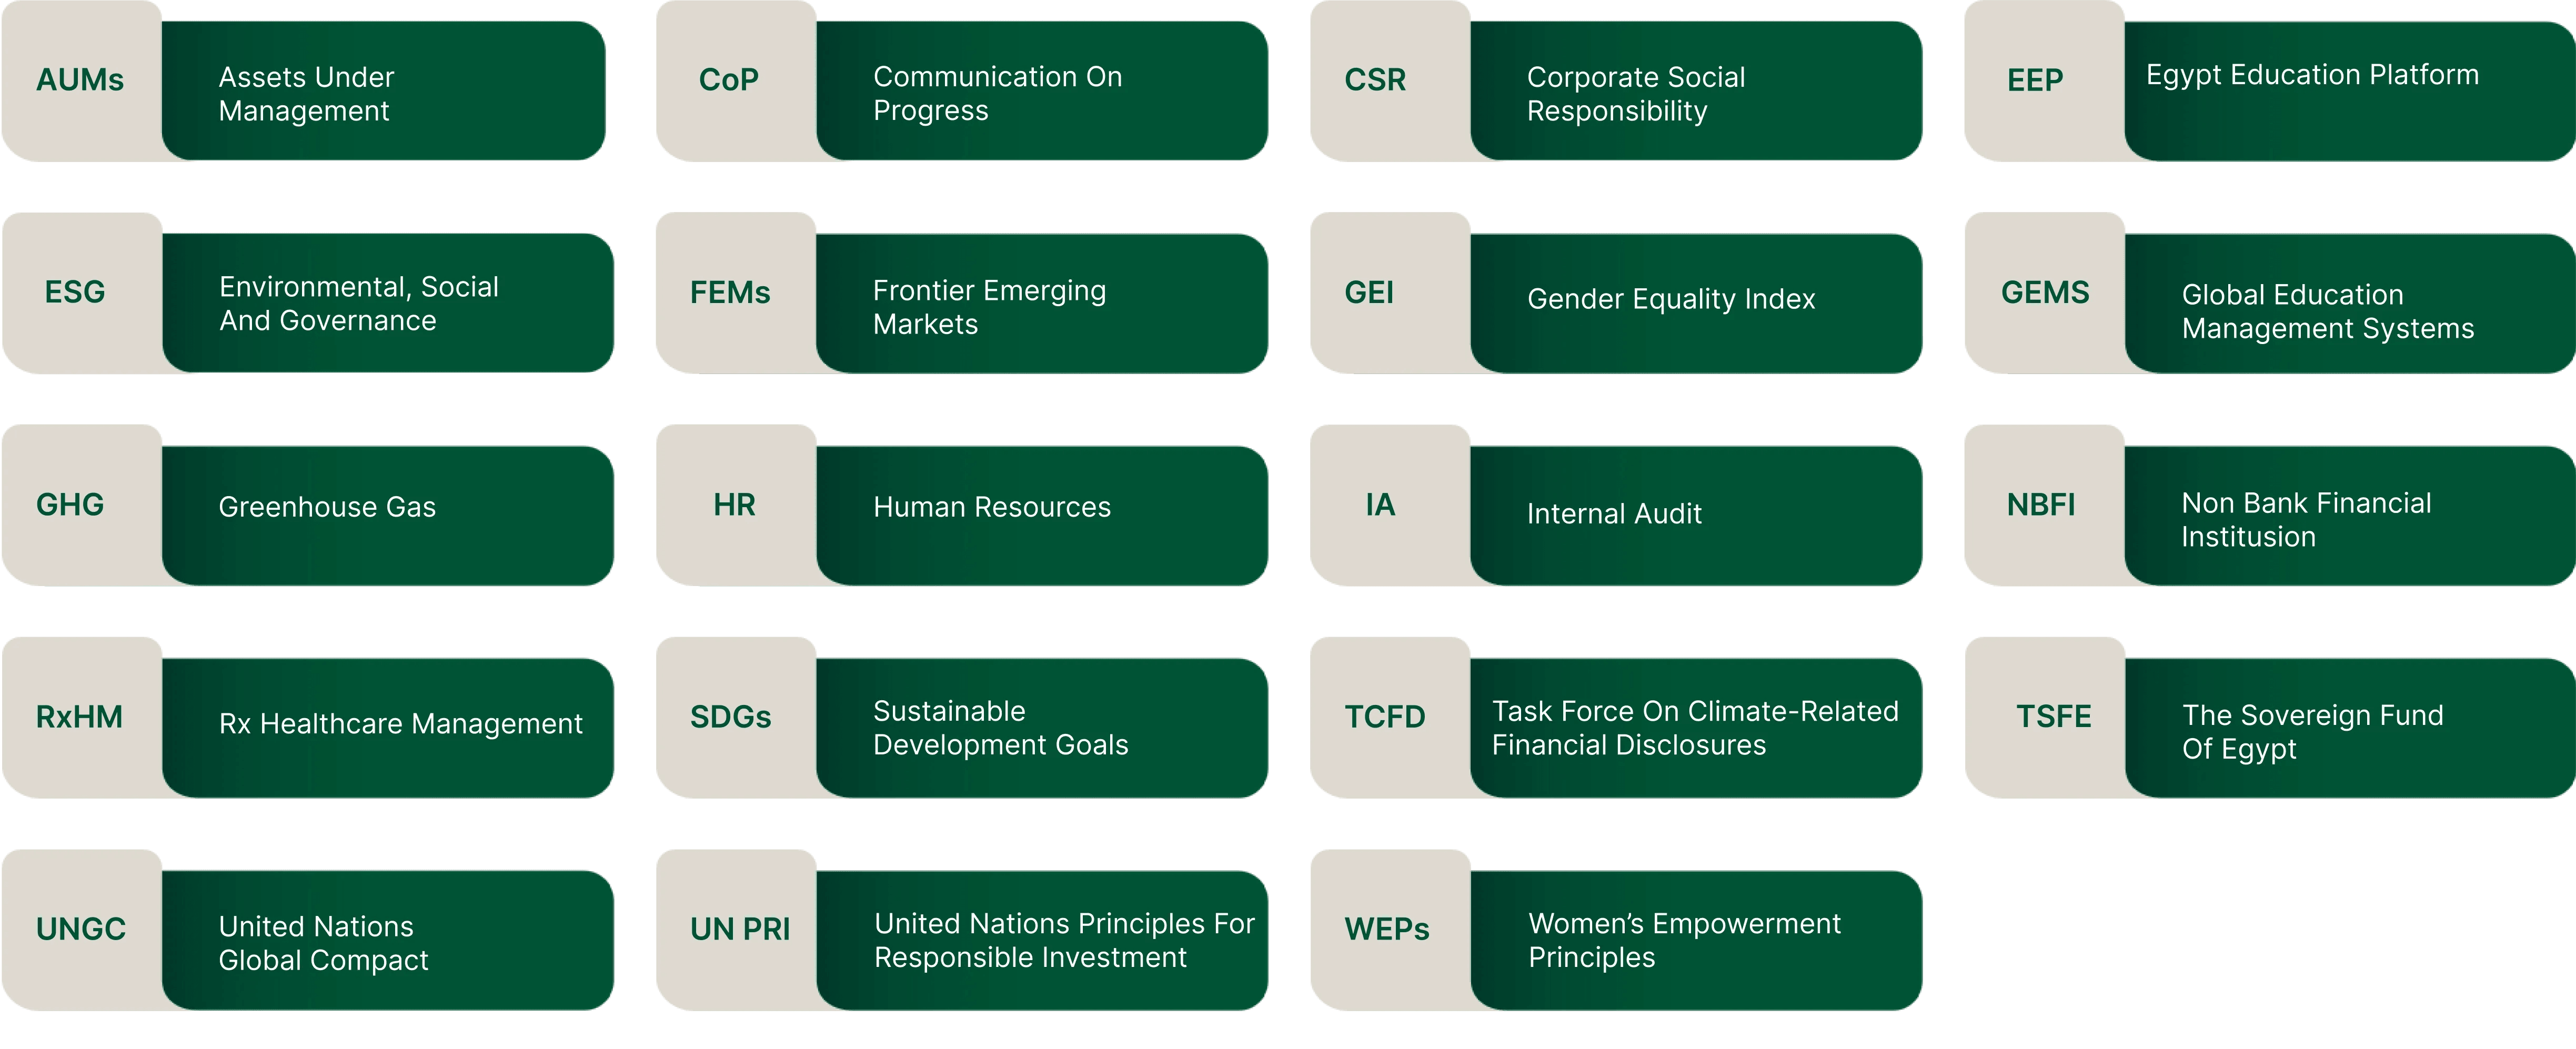 AUMs
Assets Under
Management
CoP
Communication On
Progress
CSR
Corporate Social
Responsibility
EEP
Egypt Education Platform
ESG
Environmental, Social
And Governance
FEMs
Frontier Emerging
Markets
GEI
Gender Equality Index
GEMS
Global Education
Management Systems
GHG
Greenhouse Gas
HR
Human Resources
IA
Internal Audit
NBFI
Non Bank Financial
Institusion
RxHM
Rx Healthcare Management
SDGs
Sustainable
Development Goals
TCFD
Task Force On Climate-Related
Financial Disclosures
TSFE
The Sovereign Fund
Of Egypt
UNGC
United Nations
Global Compact
UN PRI
United Nations Principles For
Responsible Investment
WEPs
Women’s Empowerment
Principles